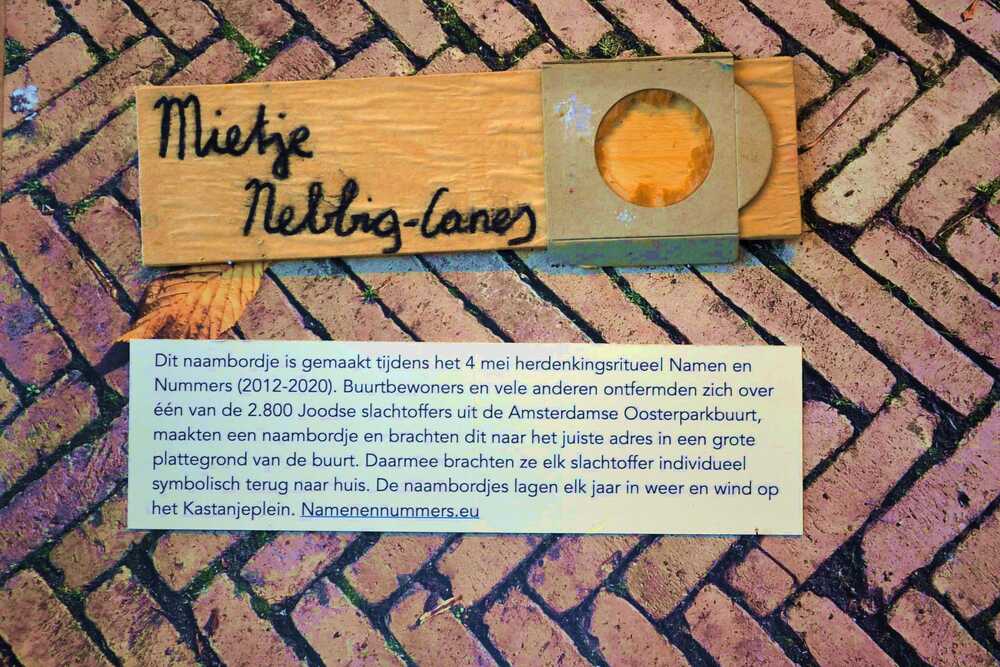 Mietje
Nebbig-Canes
Dit naambordje is gemaakt tijdens het 4 mei herdenkingsritueel Namen en
Nummers (2012-2020). Buurtbewoners en vele anderen ontfermden zich over
één van de 2.800 Joodse slachtoffers uit de Amsterdamse Oosterparkbuurt,
maakten een naambordje en brachten dit naar het juiste adres in een grote
plattegrond van de buurt. Daarmee brachten ze elk slachtoffer individueel
symbolisch terug naar huis. De naambordjes lagen elk jaar in weer en wind op
het Kastanjeplein. Namenennummers.eu